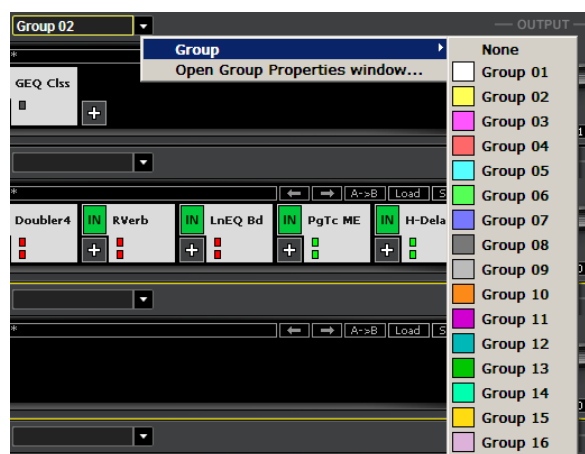 Group 02
— OUTPUT —
*
Group
None
Open Group Properties window...
Group 01
GEQ Clss
Group 02
+
Group 03
Group 04
Group 05
*
A->B Load
Group 06
Doubler4 IN RVerb IN LnEQ Bd IN PgTc ME IN H-Dela
Group 07
+ + + +
Group 08
Group 09
Group 10
*
A->B Load
Group 11
Group 12
Group 13
Group 14
Group 15
Group 16